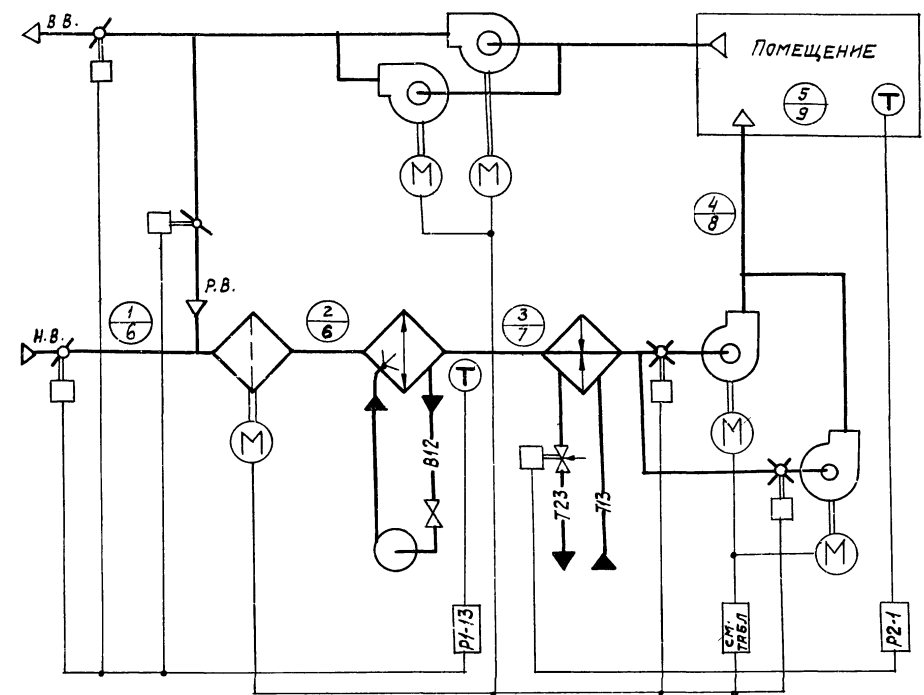 В В.
ПОМЕЩЕНИЕ
5
9
Т
М
М
4
8
Р.В.
Н.В.
1
6
2
6
3
7
Т
М
М
В12
Т23
Т13
М
Р1-13
СМ.
ТАБЛ
Р2-1